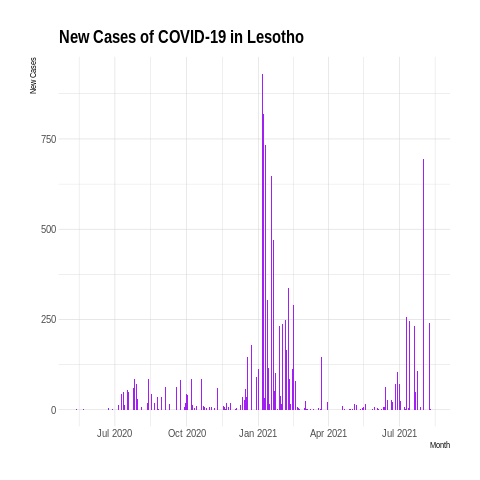 New Cases of COVID-19 in Lesotho
New Cases
750
500
250
0
Jul 2020
Oct 2020
Jan 2021
Apr 2021
Jul 2021
Month